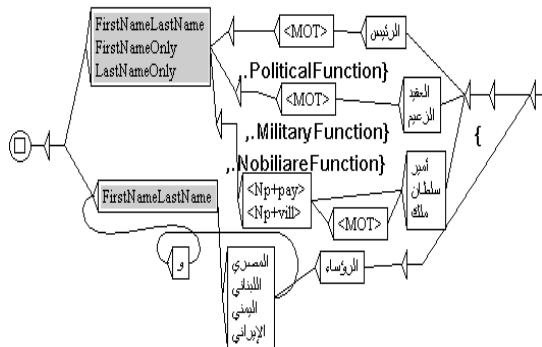 FirstNameLastName
FirstNameOnly
LastNameOnly
<MOT>
الرئيس
,.PoliticalFunction}
<MOT>
العقيد
الزعيم
,.MilitaryFunction}
{
,.NobiliareFunction}
<Np+pay>
<Np+vill>
<MOT>
أمير
سلطان
ملك
FirstNameLastName
و
المصري
اللبناني
اليمني
الإيراني
الرؤساء